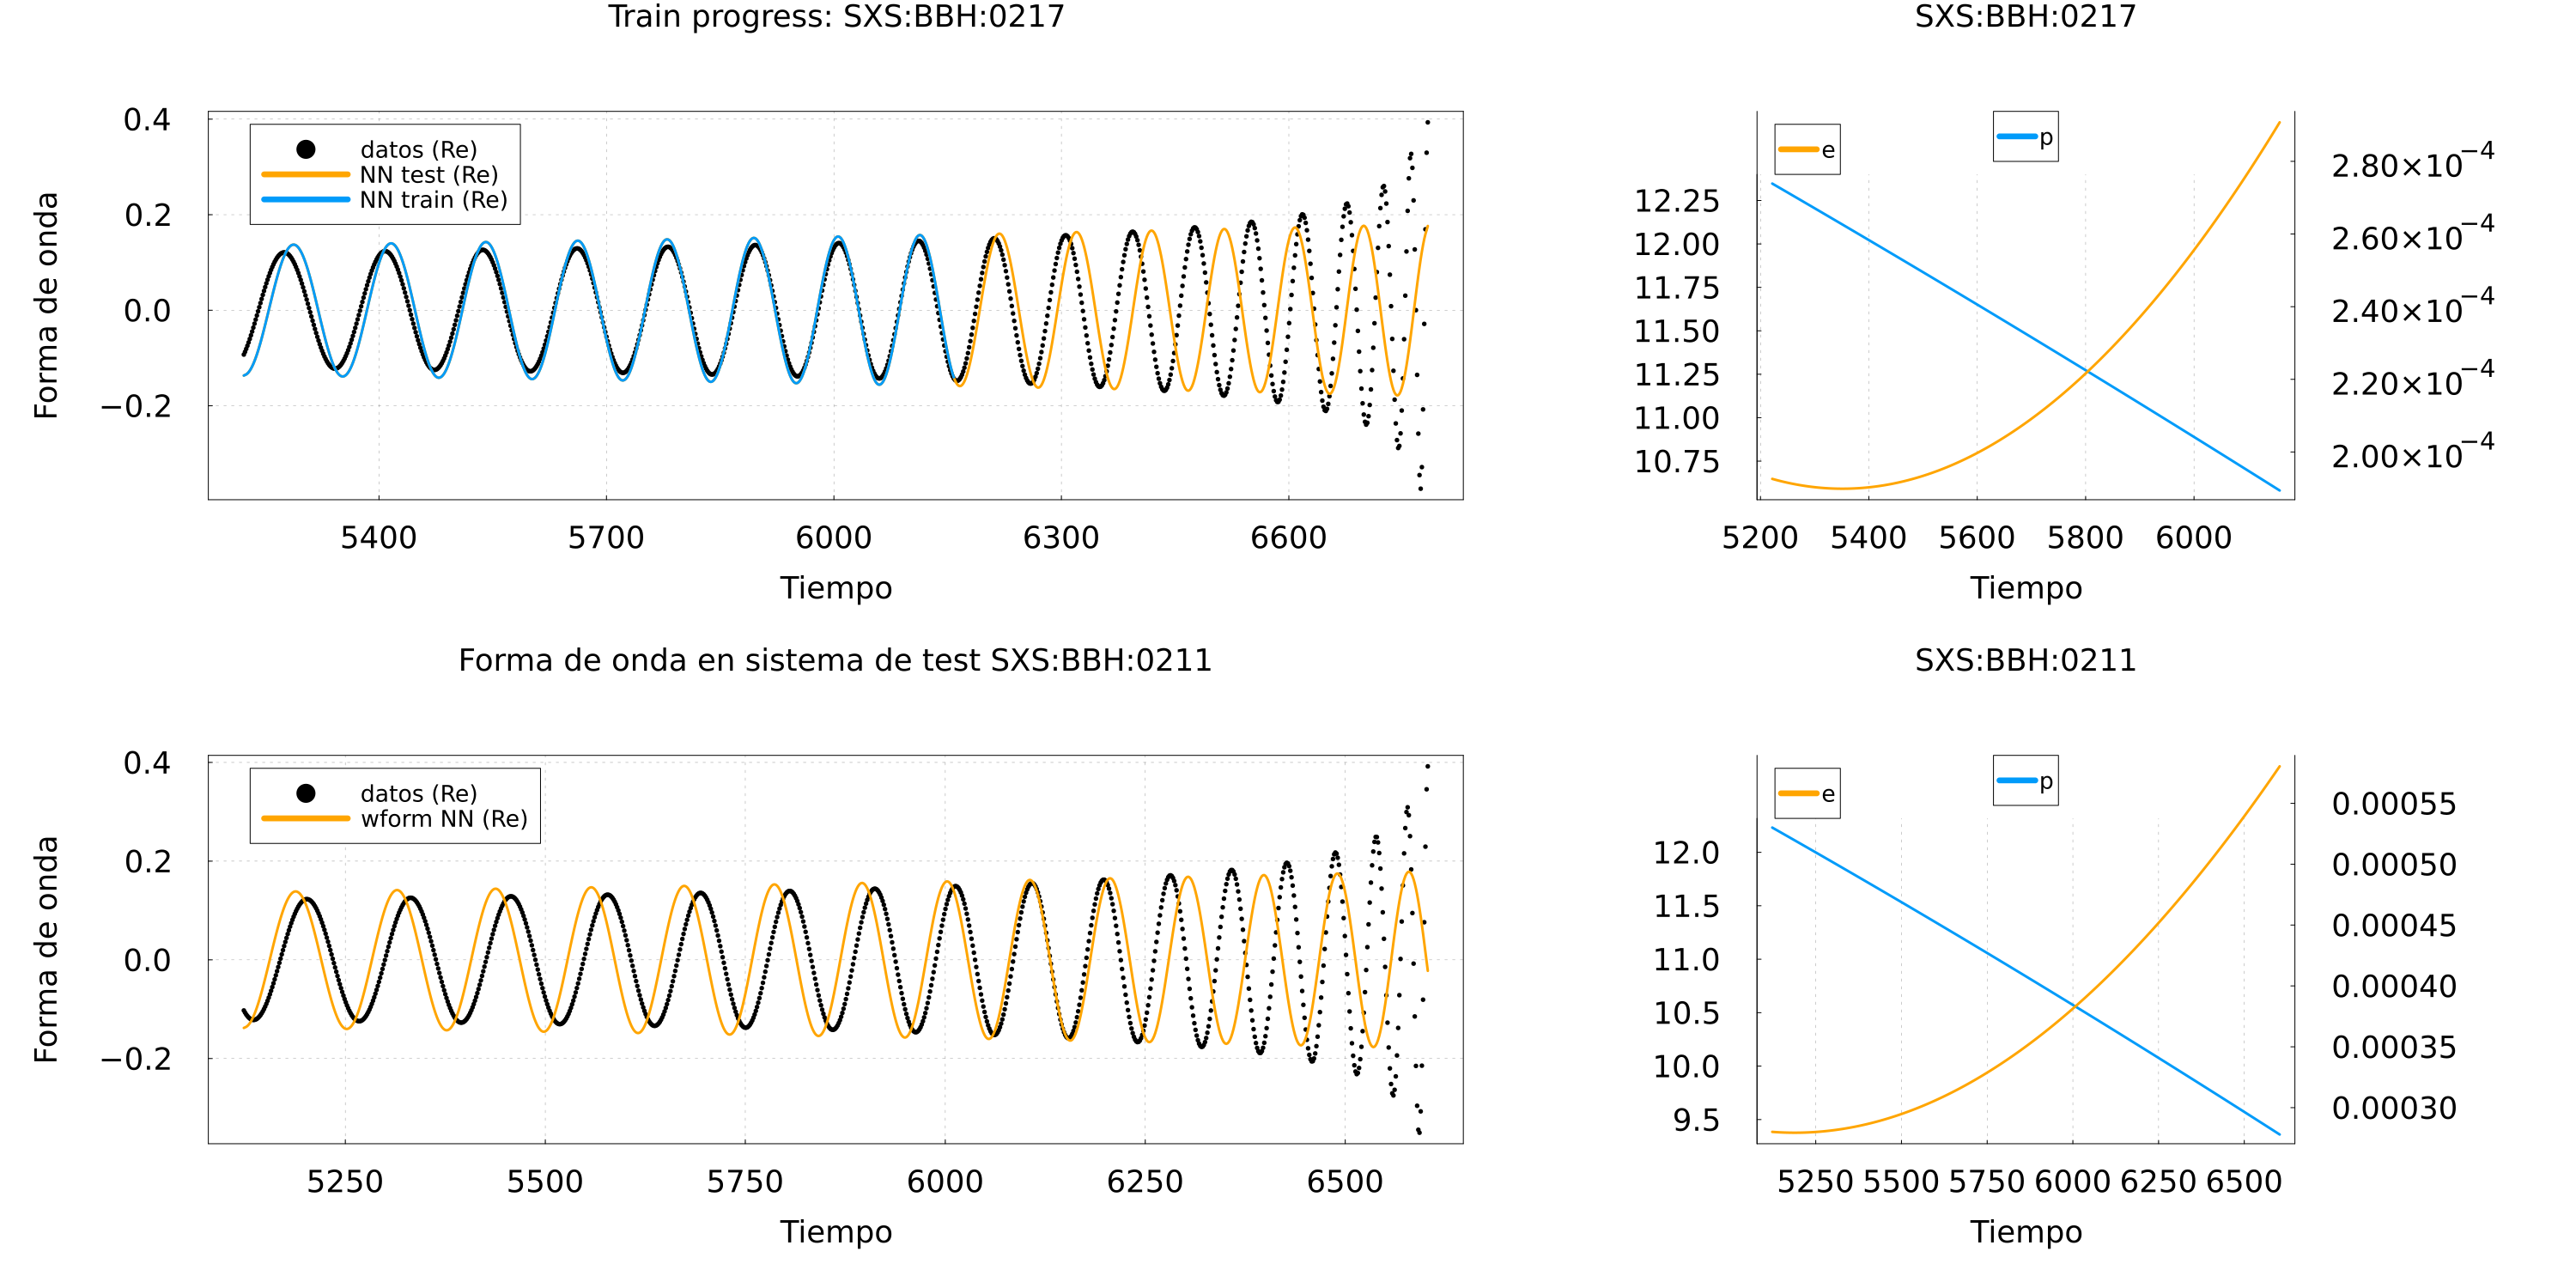 Train progress: SXS:BBH:0217
0.4
0.2
0.0
−0.2
Forma de onda
datos (Re)
NN test (Re)
NN train (Re)
5400 5700 6000 6300 6600
Tiempo
SXS:BBH:0217
e
p
12.25
12.00
11.75
11.50
11.25
11.00
10.75
2.80×10⁻⁴
2.60×10⁻⁴
2.40×10⁻⁴
2.20×10⁻⁴
2.00×10⁻⁴
5200 5400 5600 5800 6000
Tiempo
Forma de onda en sistema de test SXS:BBH:0211
0.4
0.2
0.0
−0.2
Forma de onda
datos (Re)
wform NN (Re)
5250 5500 5750 6000 6250 6500
Tiempo
SXS:BBH:0211
e
p
12.0
11.5
11.0
10.5
10.0
9.5
0.00055
0.00050
0.00045
0.00040
0.00035
0.00030
5250 5500 5750 6000 6250 6500
Tiempo